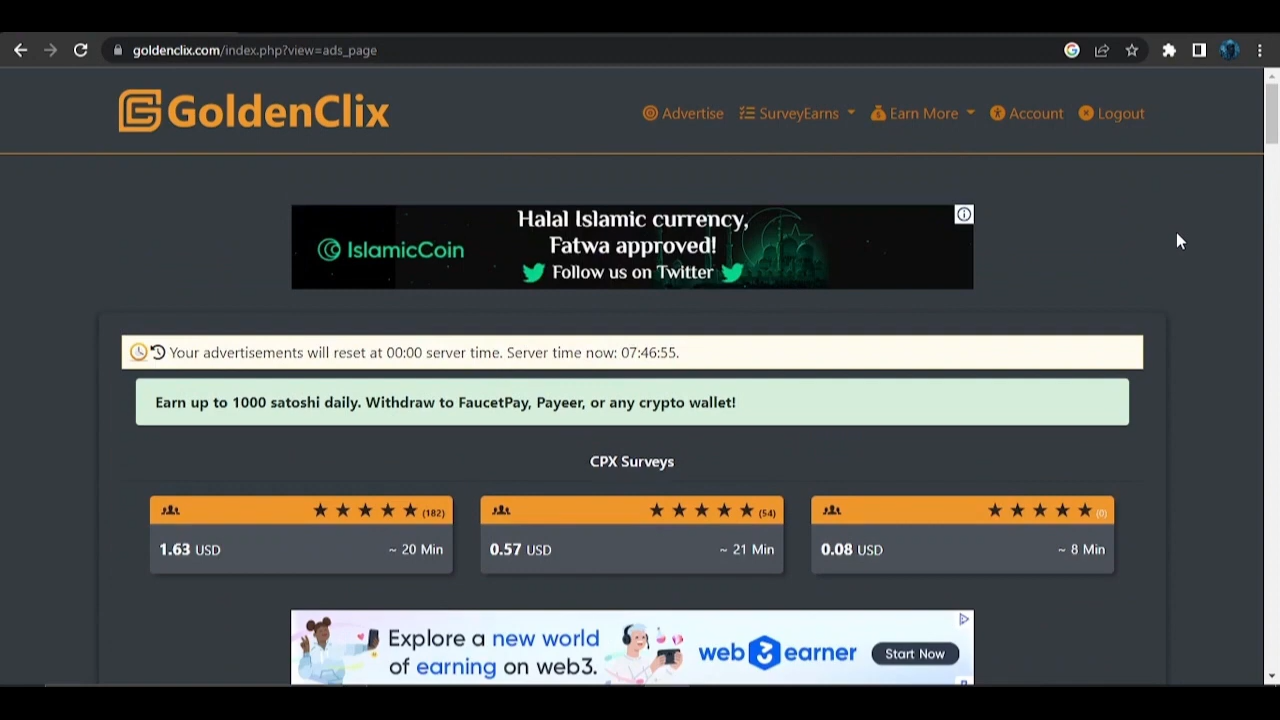 goldenclix.com/index.php?view=ads_page
GoldenClix
Advertise SurveyEarns Earn More Account Logout
Halal Islamic currency,
Fatwa approved!
IslamicCoin
Follow us on Twitter
Your advertisements will reset at 00:00 server time. Server time now: 07:46:55.
Earn up to 1000 satoshi daily. Withdraw to FaucetPay, Payeer, or any crypto wallet!
CPX Surveys
(182) (54) (0)
1.63 USD ~ 20 Min 0.57 USD ~ 21 Min 0.08 USD ~ 8 Min
Explore a new world
of earning on web3.
web3 earner
Start Now